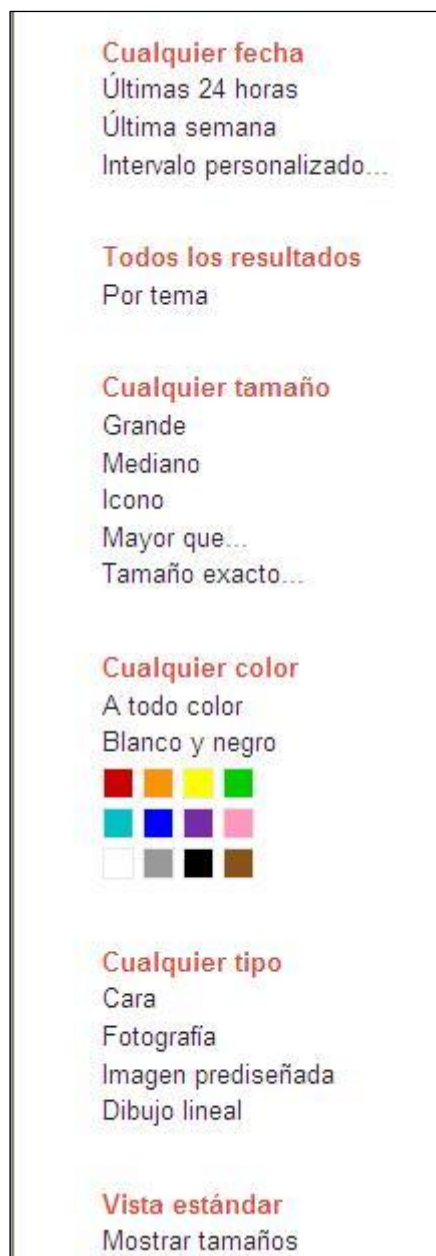 Cualquier fecha
Últimas 24 horas
Última semana
Intervalo personalizado...
Todos los resultados
Por tema
Cualquier tamaño
Grande
Mediano
Icono
Mayor que...
Tamaño exacto...
Cualquier color
A todo color
Blanco y negro
Cualquier tipo
Cara
Fotografía
Imagen prediseñada
Dibujo lineal
Vista estándar
Mostrar tamaños